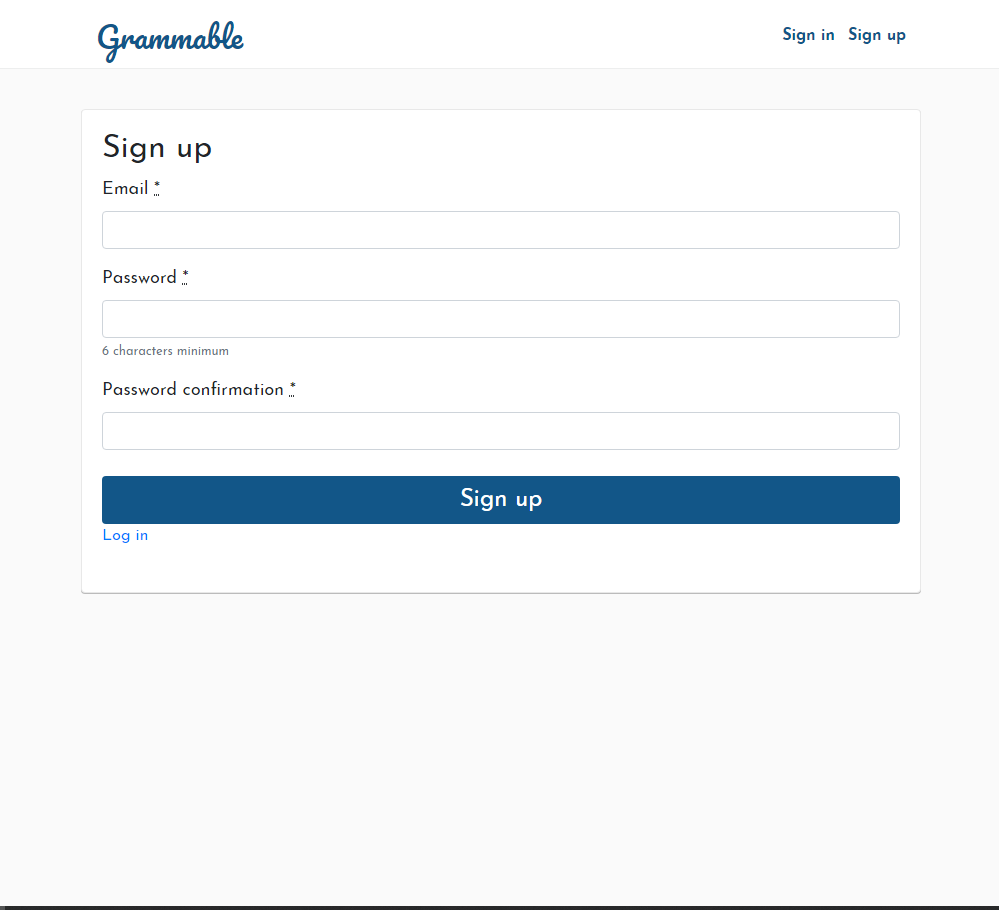 Grammable
Sign in Sign up
Sign up
Email *
Password *
6 characters minimum
Password confirmation *
Sign up
Log in